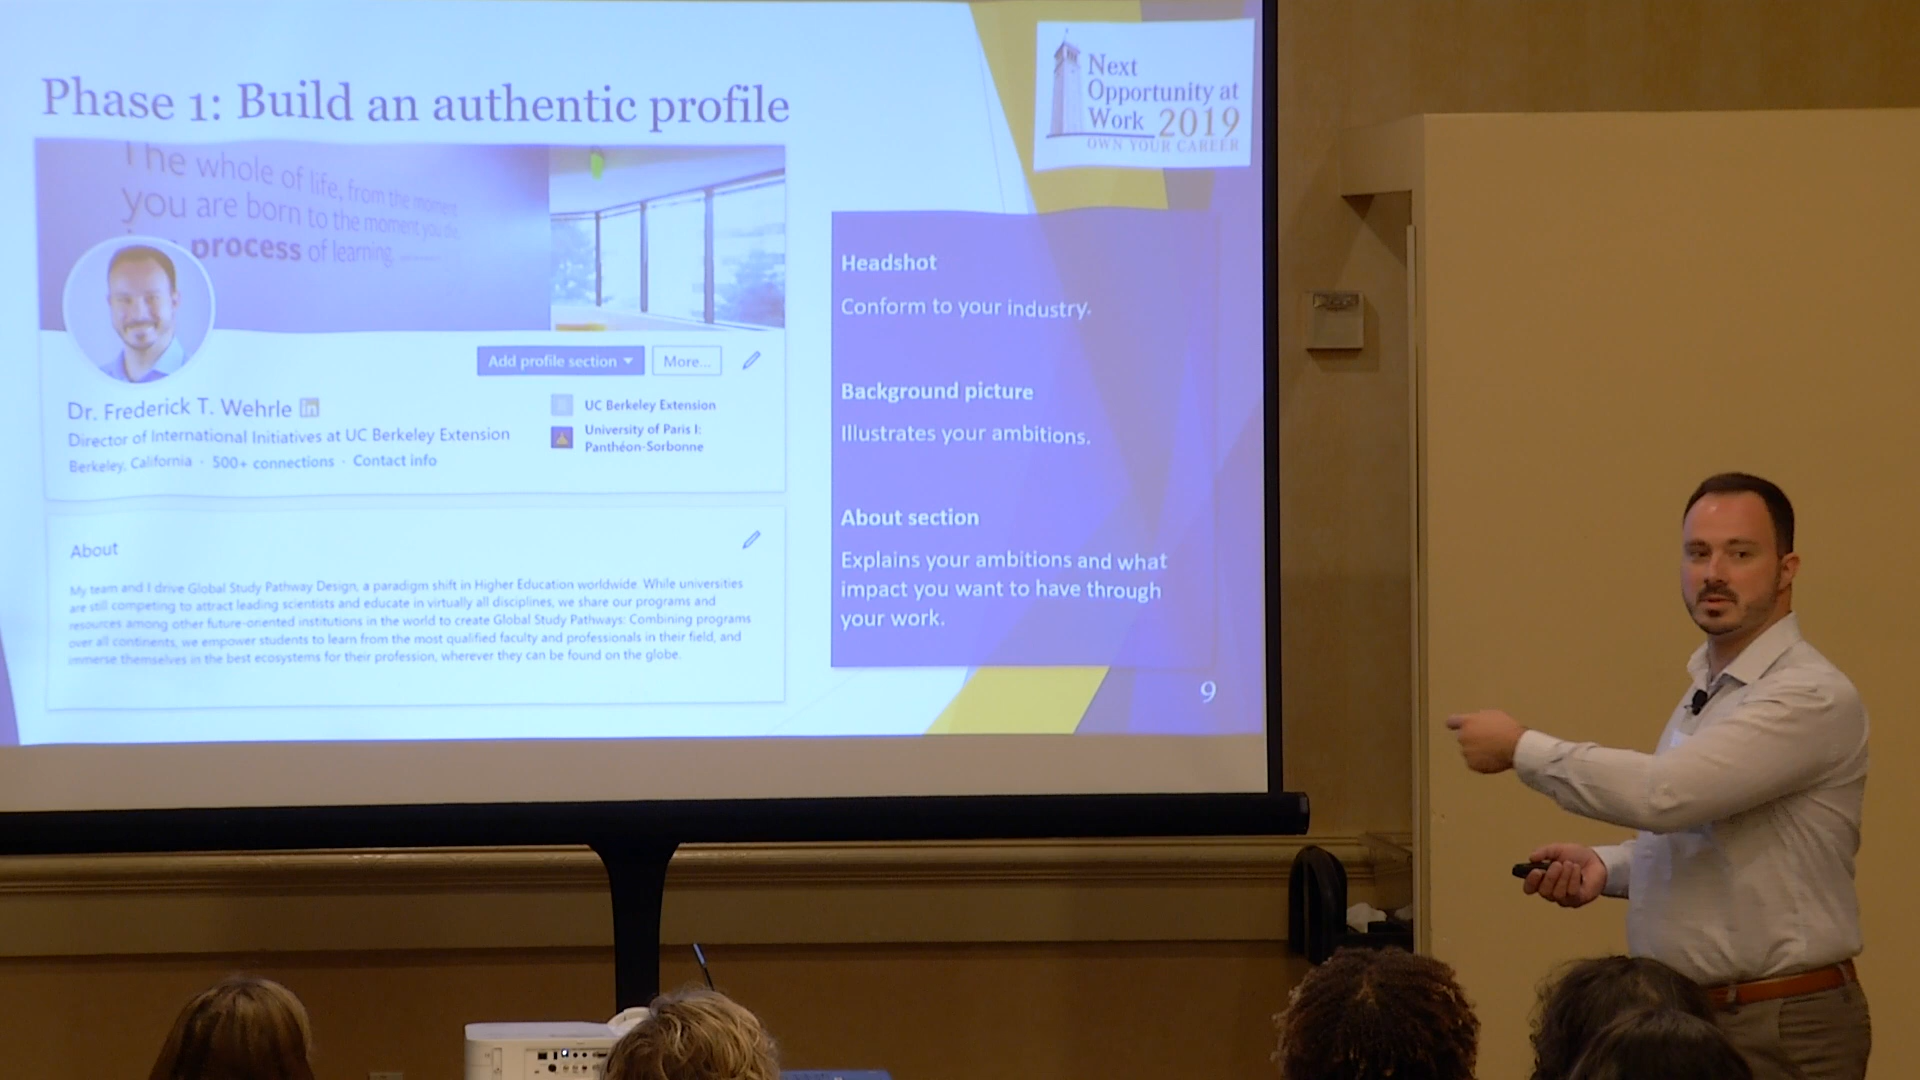 Phase 1: Build an authentic profile
Next
Opportunity at
Work 2019
OWN YOUR CAREER
The whole of life, from the moment
you are born to the moment you die,
process of learning.
Add profile section
More...
Dr. Frederick T. Wehrle in
Director of International Initiatives at UC Berkeley Extension
Berkeley, California · 500+ connections · Contact info
UC Berkeley Extension
University of Paris I:
Panthéon-Sorbonne
About
My team and I drive Global Study Pathway Design, a paradigm shift in Higher Education worldwide. While universities
are still competing to attract leading scientists and educate in virtually all disciplines, we share our programs and
resources among other future-oriented institutions in the world to create Global Study Pathways: Combining programs
over all continents, we empower students to learn from the most qualified faculty and professionals in their field, and
immerse themselves in the best ecosystems for their profession, wherever they can be found on the globe.
Headshot
Conform to your industry.
Background picture
Illustrates your ambitions.
About section
Explains your ambitions and what
impact you want to have through
your work.
9